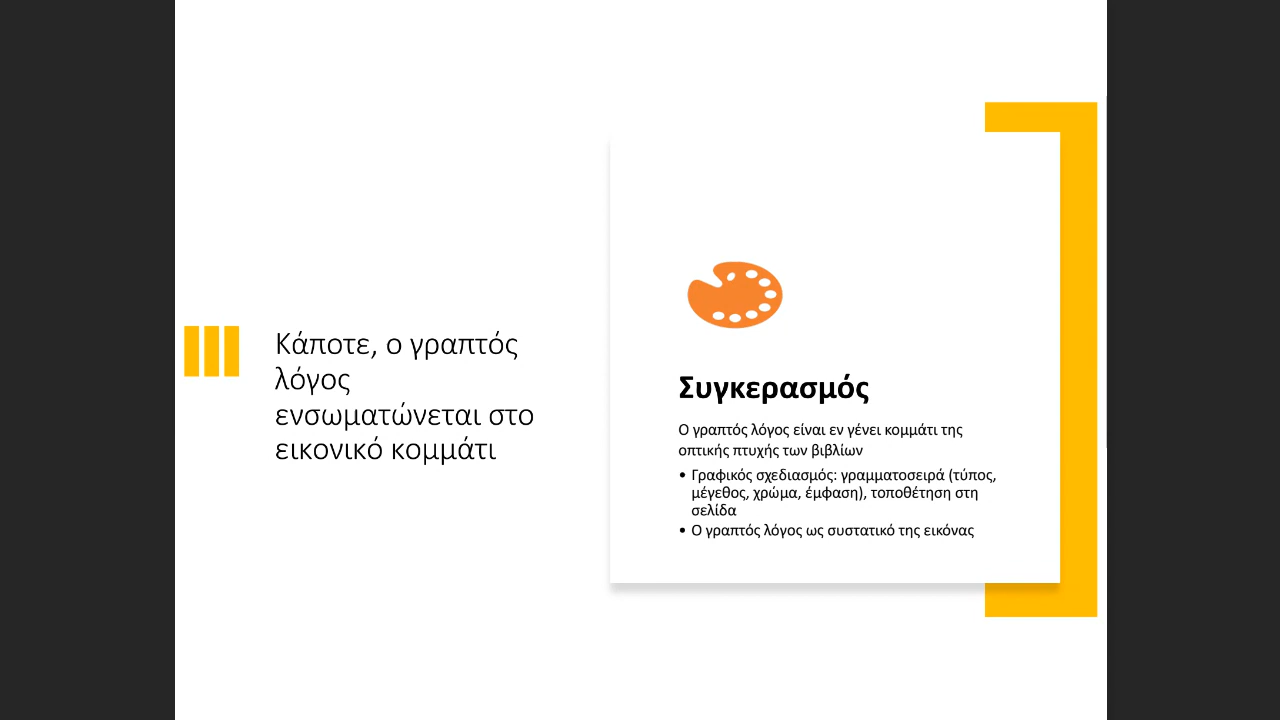 Κάποτε, ο γραπτός
λόγος
ενσωματώνεται στο
εικονικό κομμάτι
Συγκερασμός
Ο γραπτός λόγος είναι εν γένει κομμάτι της
οπτικής πτυχής των βιβλίων
• Γραφικός σχεδιασμός: γραμματοσειρά (τύπος,
μέγεθος, χρώμα, έμφαση), τοποθέτηση στη
σελίδα
• Ο γραπτός λόγος ως συστατικό της εικόνας